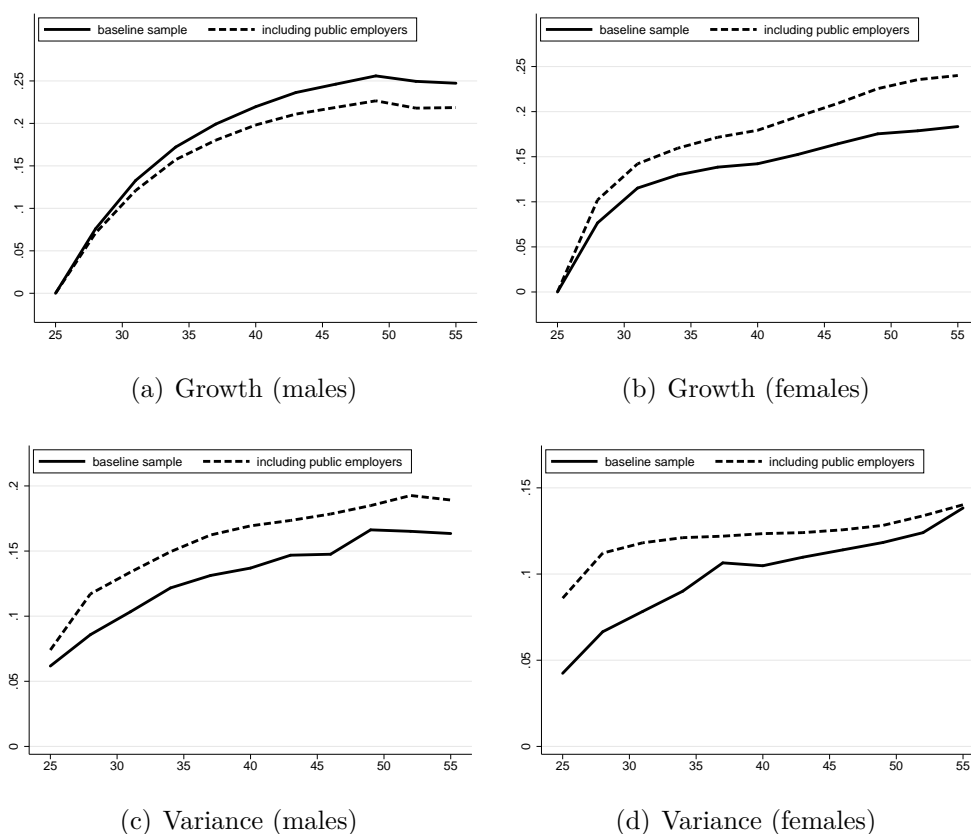 baseline sample including public employers
.25
.2
.15
.1
.05
0
25 30 35 40 45 50 55
(a) Growth (males)
baseline sample including public employers
.25
.2
.15
.1
.05
0
25 30 35 40 45 50 55
(b) Growth (females)
baseline sample including public employers
.2
.15
.1
.05
0
25 30 35 40 45 50 55
(c) Variance (males)
baseline sample including public employers
.15
.1
.05
0
25 30 35 40 45 50 55
(d) Variance (females)